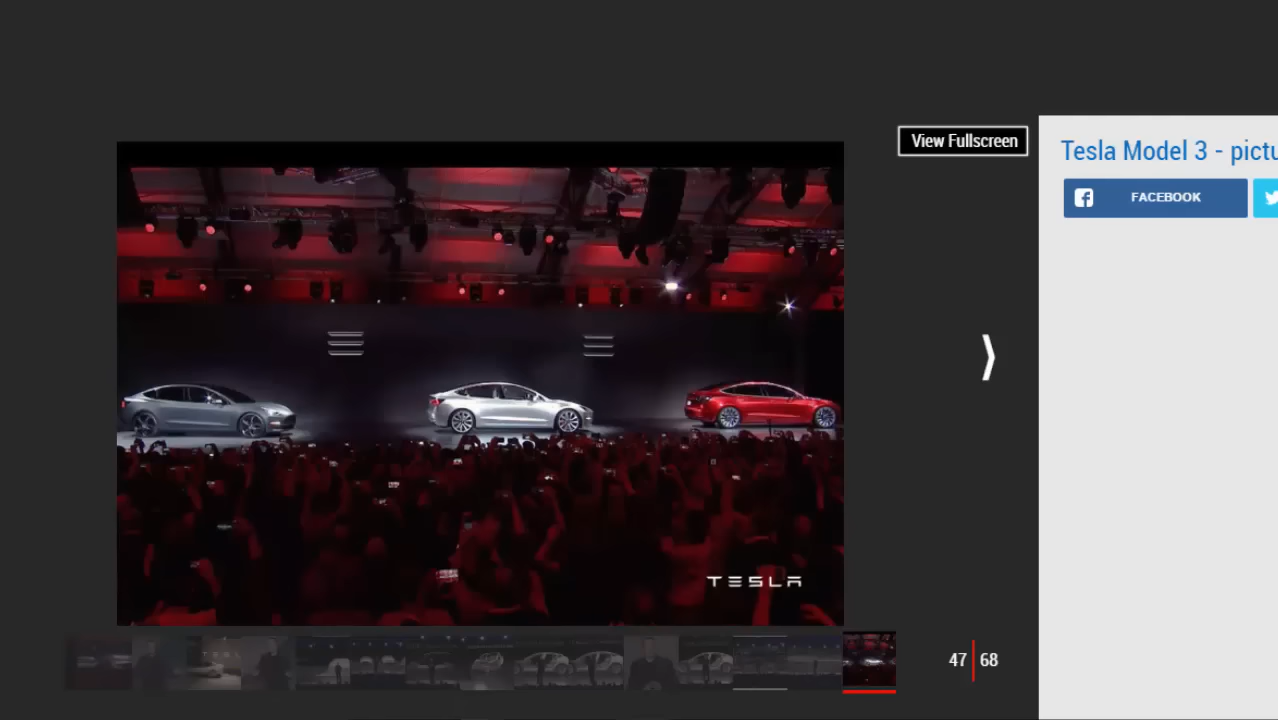 View Fullscreen
Tesla Model 3 - pictu
FACEBOOK
TESLA
47 68